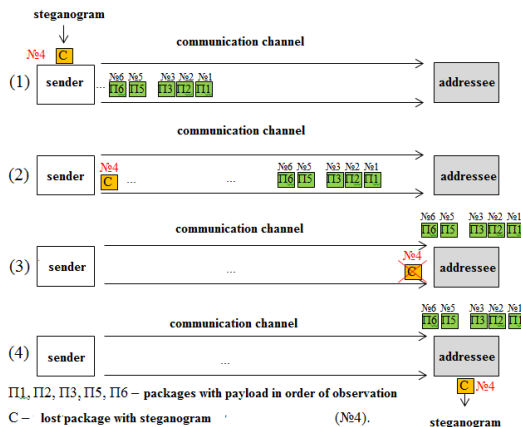 steganogram
№4 C
communication channel
(1) sender ... №6 №5 №3 №2 №1 addressee
П6 П5 П3 П2 П1
communication channel
(2) sender №4 ... ... №6 №5 №3 №2 №1 addressee
C П6 П5 П3 П2 П1
№6 №5 №3 №2 №1
communication channel П6 П5 П3 П2 П1
(3) sender ... №4 addressee
C
№6 №5 №3 №2 №1
communication channel П6 П5 П3 П2 П1
(4) sender ... addressee
C №4
П1, П2, П3, П5, П6 – packages with payload in order of observation
C – lost package with steganogram (№4).
steganogram